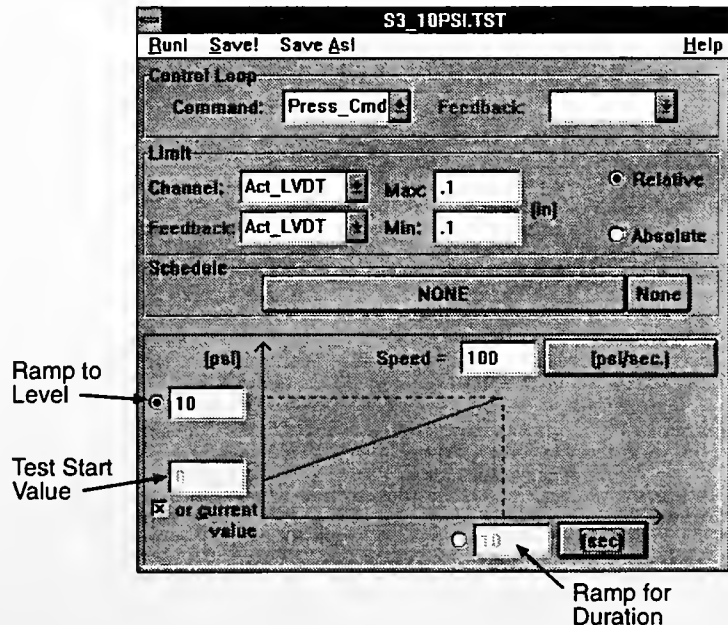 S3_10PSI.TST
Run! Save! Save As! Help
Control Loop
Command: Press_Cmd Feedback:
Limit
Channel: Act_LVDT Max: .1 Relative
(in)
Feedback: Act_LVDT Min: .1 Absolute
Schedule
NONE None
(psi) Speed = 100 (psi/sec.)
Ramp to
Level
10
Test Start
Value
0
or current
value
10 (sec)
Ramp for
Duration